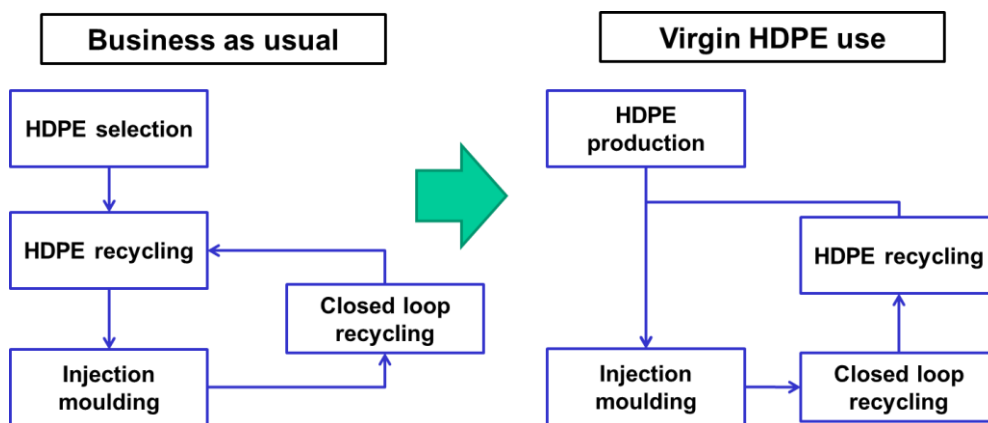 Business as usual
HDPE selection
HDPE recycling
Closed loop
recycling
Injection
moulding
Virgin HDPE use
HDPE
production
HDPE recycling
Injection
moulding
Closed loop
recycling